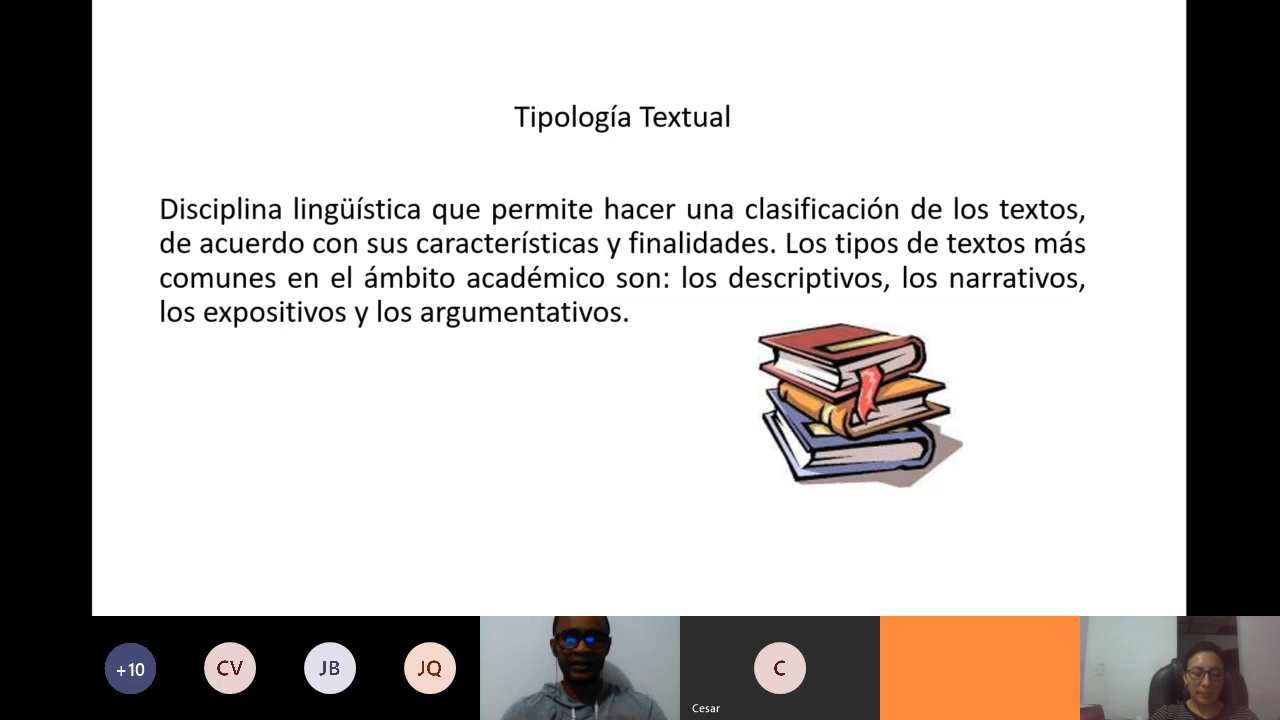 Tipología Textual
Disciplina lingüística que permite hacer una clasificación de los textos,
de acuerdo con sus características y finalidades. Los tipos de textos más
comunes en el ámbito académico son: los descriptivos, los narrativos,
los expositivos y los argumentativos.
+10
CV
JB
JQ
C
Cesar